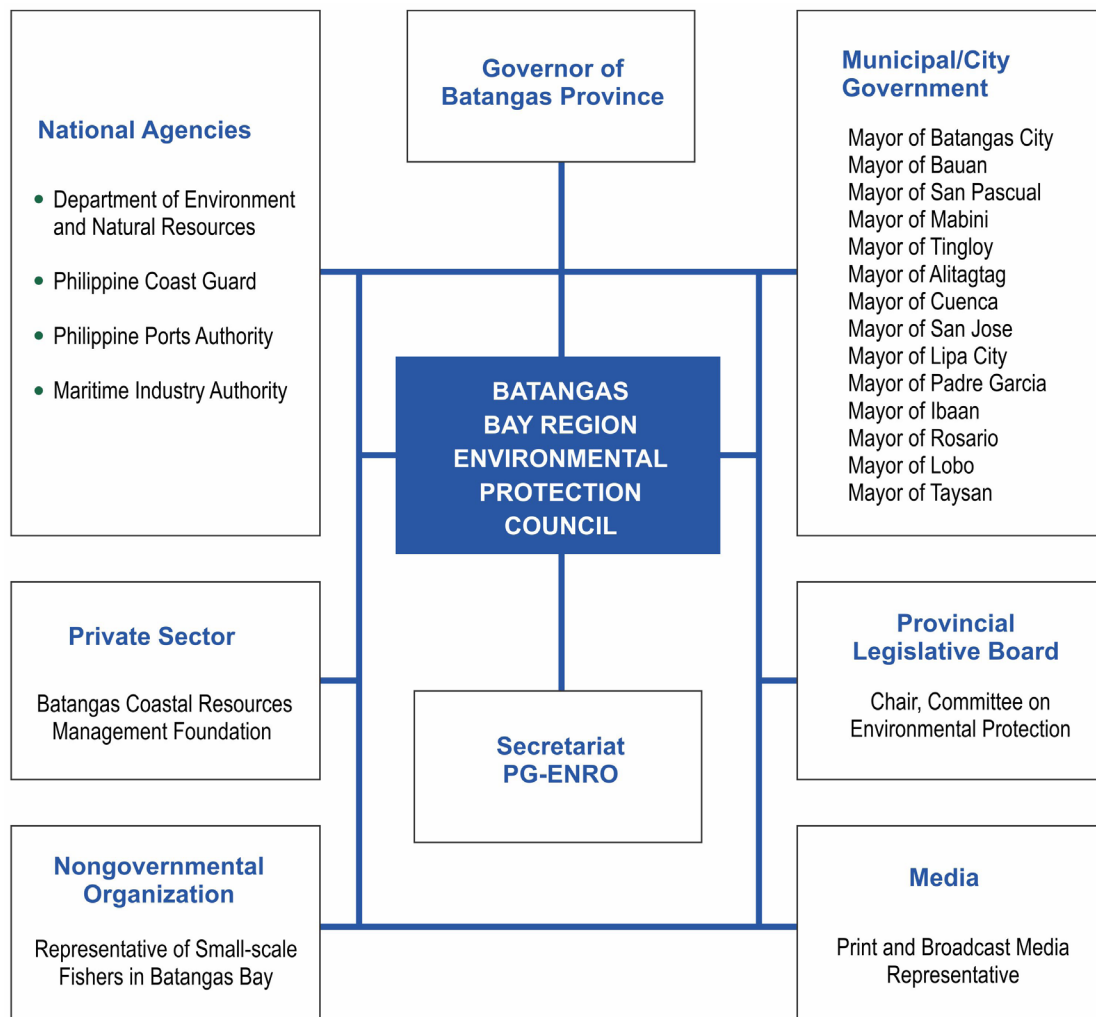 Governor of
Batangas Province
National Agencies
Department of Environment
and Natural Resources
Philippine Coast Guard
Philippine Ports Authority
Maritime Industry Authority
Municipal/City
Government
Mayor of Batangas City
Mayor of Bauan
Mayor of San Pascual
Mayor of Mabini
Mayor of Tingloy
Mayor of Alitagtag
Mayor of Cuenca
Mayor of San Jose
Mayor of Lipa City
Mayor of Padre Garcia
Mayor of Ibaan
Mayor of Rosario
Mayor of Lobo
Mayor of Taysan
BATANGAS
BAY REGION
ENVIRONMENTAL
PROTECTION
COUNCIL
Private Sector
Batangas Coastal Resources
Management Foundation
Secretariat
PG-ENRO
Provincial
Legislative Board
Chair, Committee on
Environmental Protection
Nongovernmental
Organization
Representative of Small-scale
Fishers in Batangas Bay
Media
Print and Broadcast Media
Representative